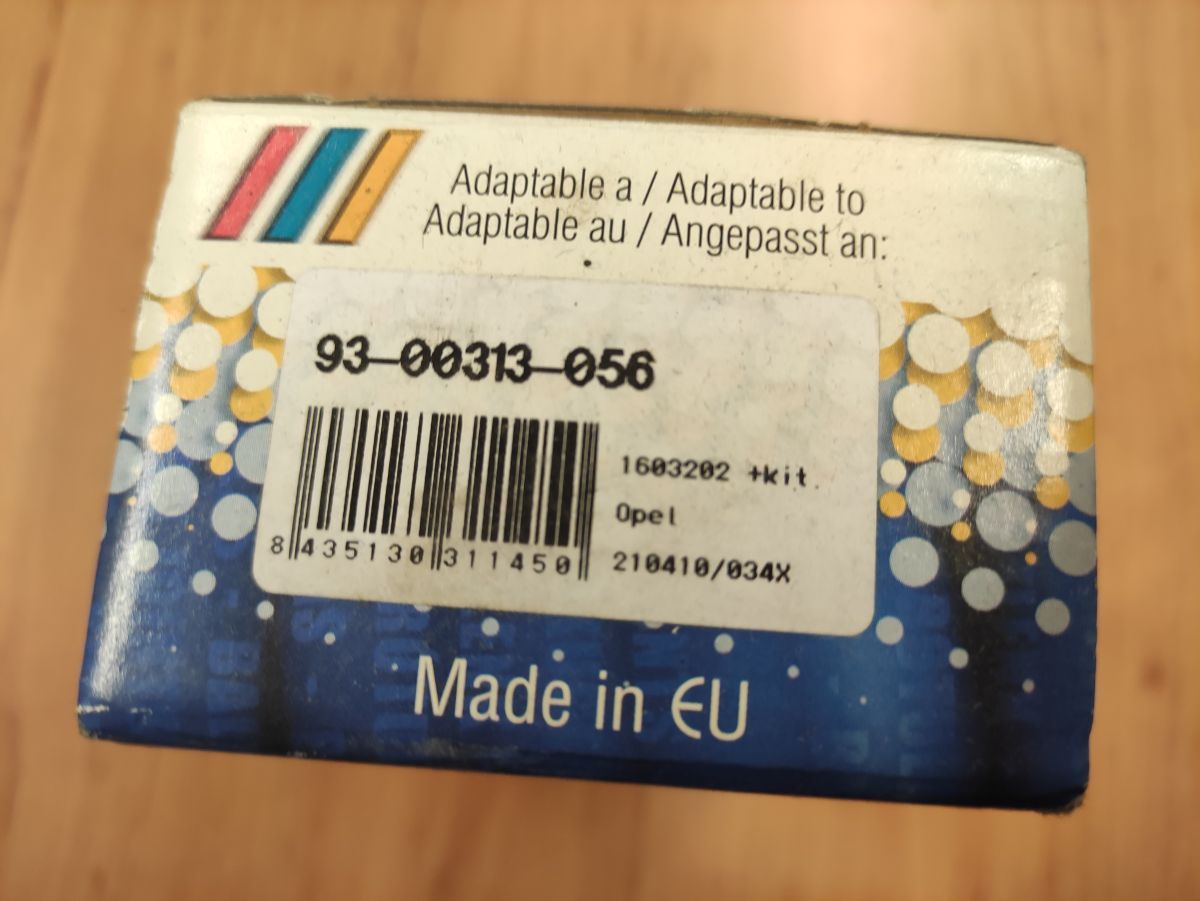 Adaptable a / Adaptable to
Adaptable au / Angepasst an:
93-00313-056
1603202 +kit.
Opel
8 435130 311450
210410/034X
Made in EU